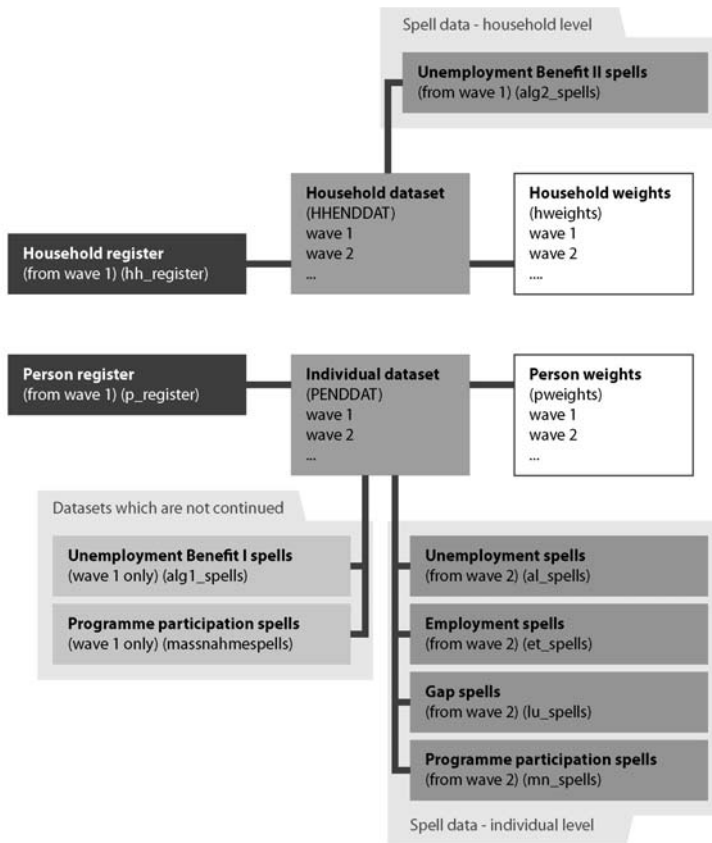 Spell data - household level
Unemployment Benefit II spells
(from wave 1) (alg2_spells)
Household dataset
(HHENDDAT)
wave 1
wave 2
...
Household weights
(hweights)
wave 1
wave 2
....
Household register
(from wave 1) (hh_register)
Person register
(from wave 1) (p_register)
Individual dataset
(PENDDAT)
wave 1
wave 2
...
Person weights
(pweights)
wave 1
wave 2
...
Datasets which are not continued
Unemployment Benefit I spells
(wave 1 only) (alg1_spells)
Programme participation spells
(wave 1 only) (massnahmespells)
Unemployment spells
(from wave 2) (al_spells)
Employment spells
(from wave 2) (et_spells)
Gap spells
(from wave 2) (lu_spells)
Programme participation spells
(from wave 2) (mn_spells)
Spell data - individual level